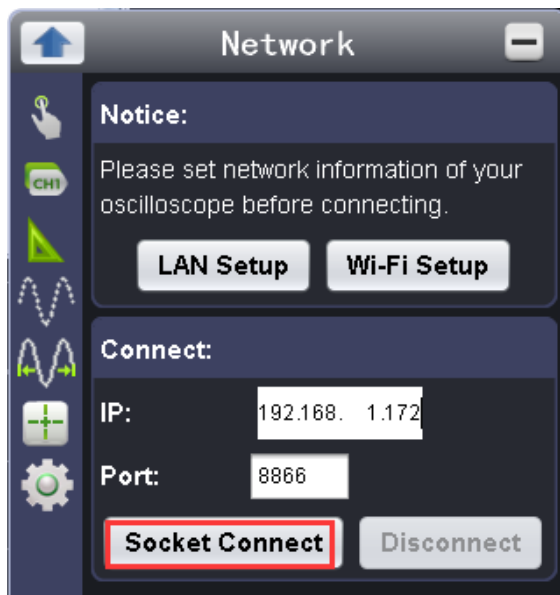 Network
CH1
Notice:
Please set network information of your
oscilloscope before connecting.
LAN Setup Wi-Fi Setup
Connect:
IP: 192.168. 1.172
Port: 8866
Socket Connect Disconnect